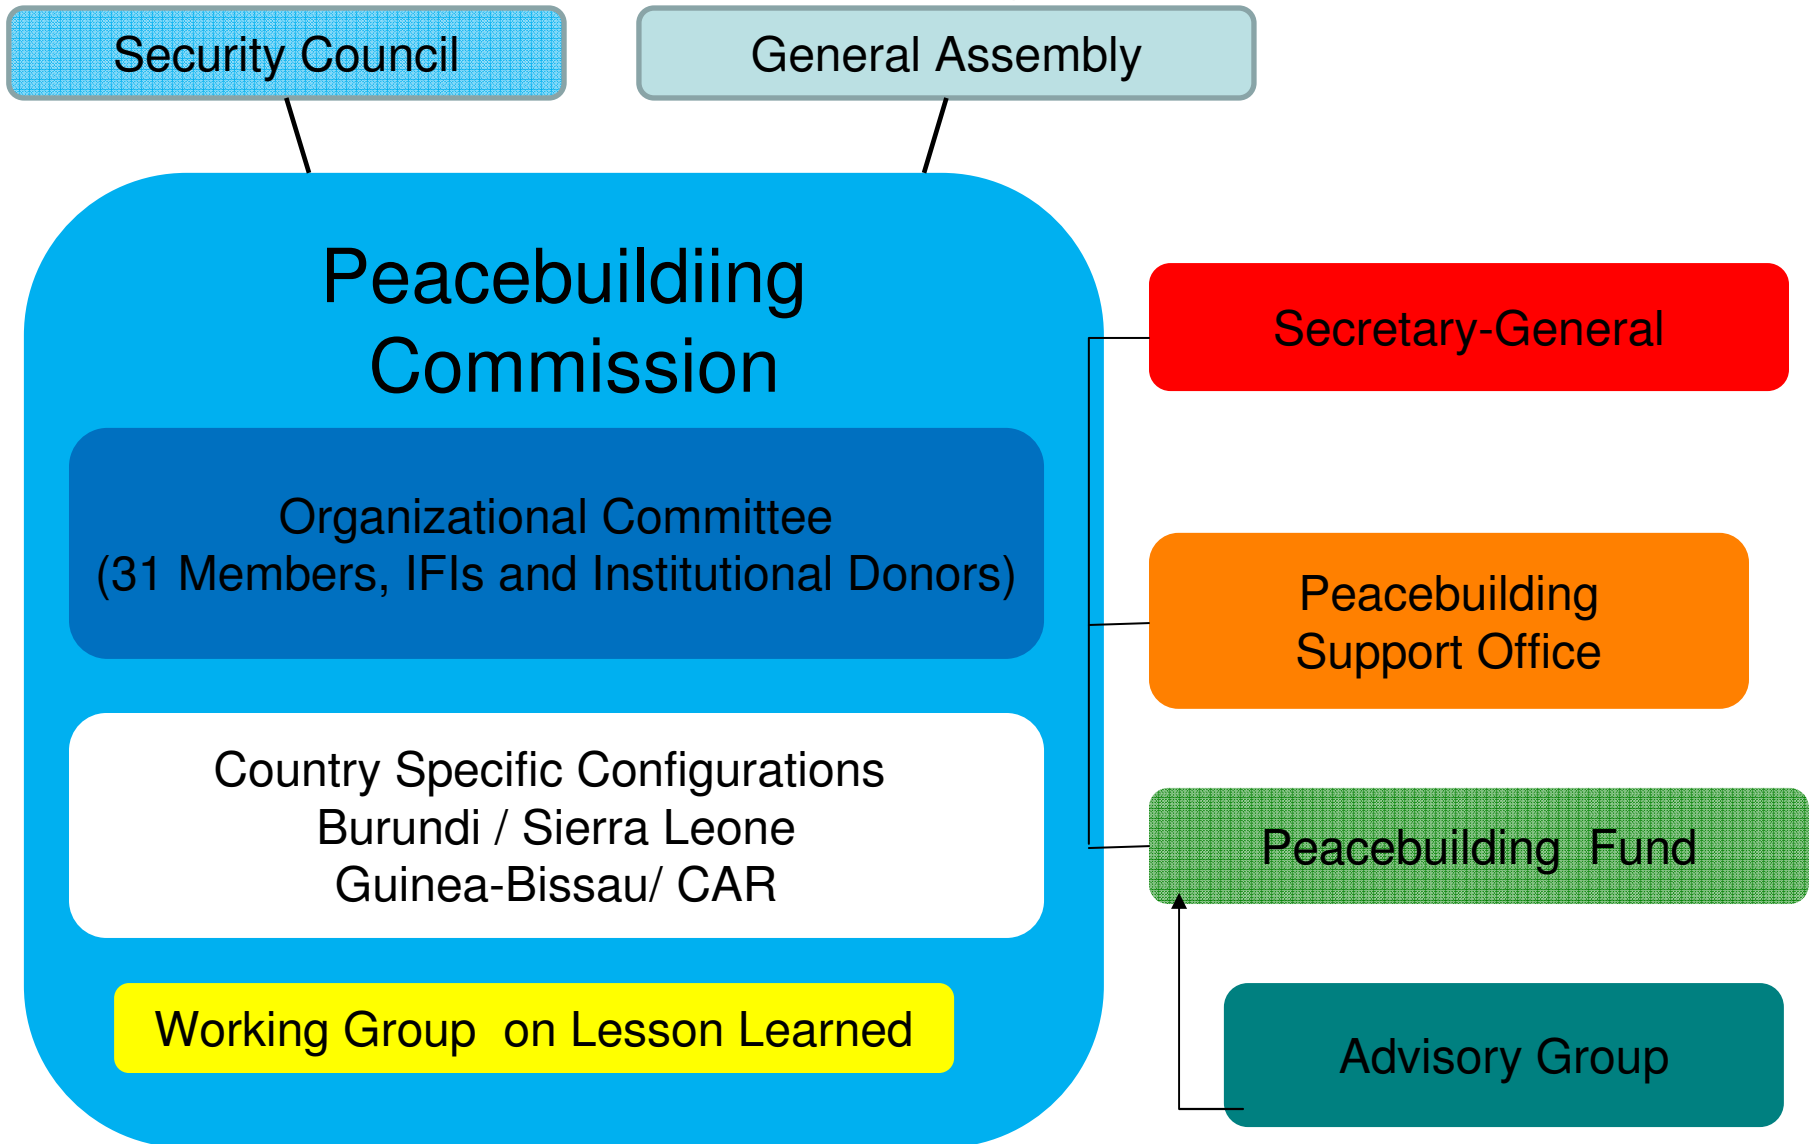 Security Council
General Assembly
Peacebuildiing
Commission
Organizational Committee
(31 Members, IFIs and Institutional Donors)
Country Specific Configurations
Burundi / Sierra Leone
Guinea-Bissau/ CAR
Working Group  on Lesson Learned
Secretary-General
Peacebuilding
Support Office
Peacebuilding  Fund
Advisory Group